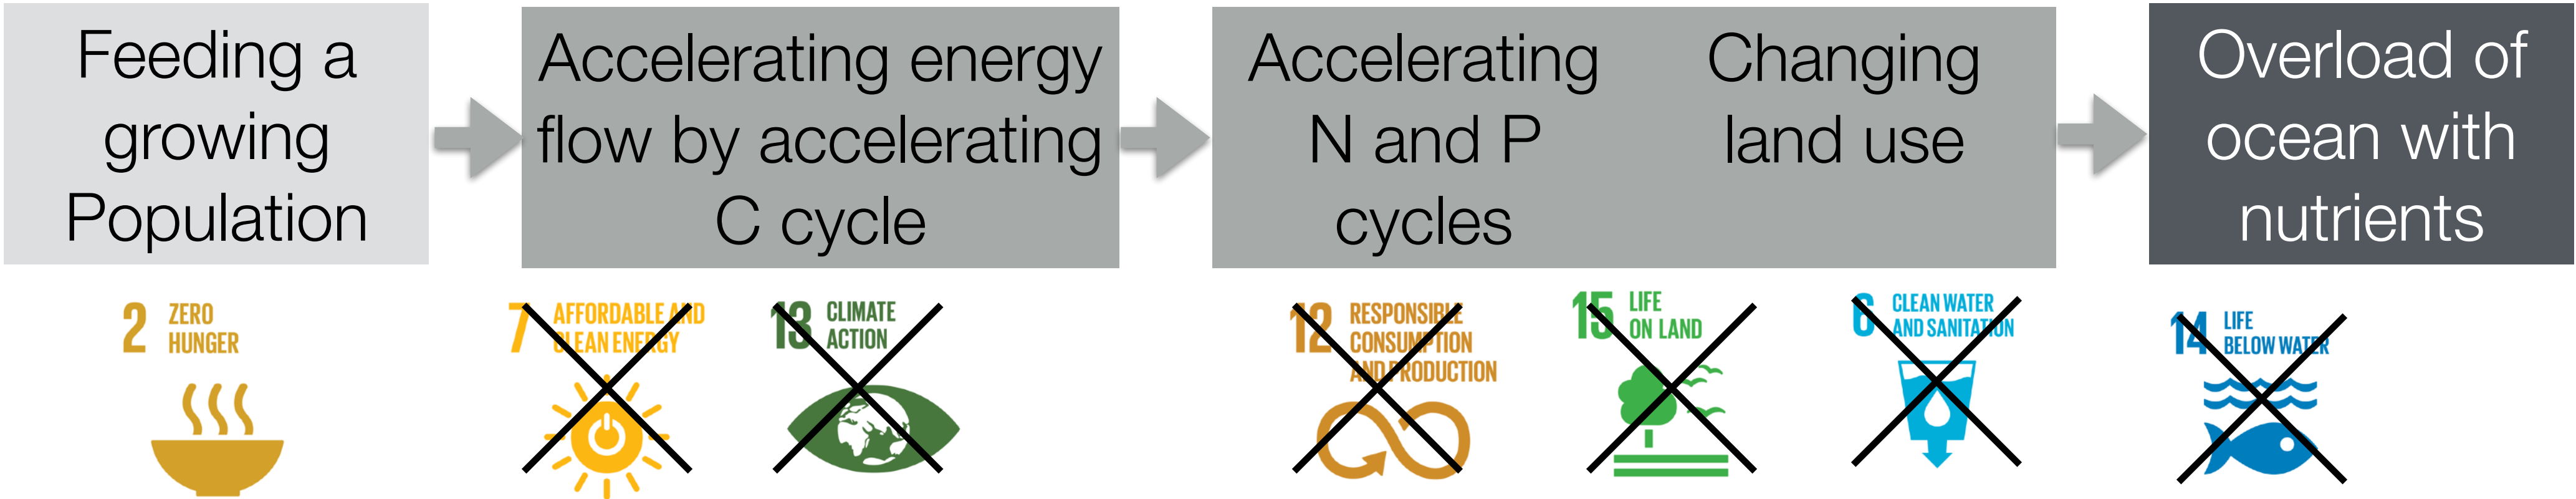 Feeding a
growing
Population
Accelerating energy
flow by accelerating
C cycle
Accelerating
N and P
cycles
Changing
land use
Overload of
ocean with
nutrients
2 ZERO
HUNGER
7 AFFORDABLE AND
CLEAN ENERGY
13 CLIMATE
ACTION
12 RESPONSIBLE
CONSUMPTION
AND PRODUCTION
15 LIFE
ON LAND
6 CLEAN WATER
AND SANITATION
14 LIFE
BELOW WATER